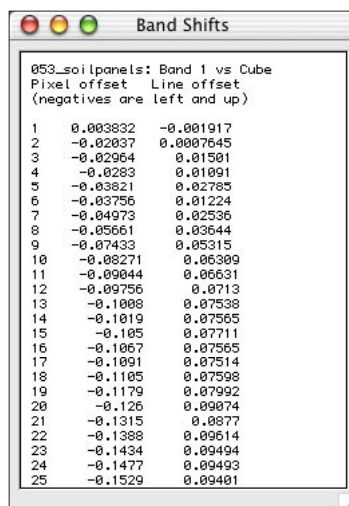 Band Shifts
053_soilpanels: Band 1 vs Cube
Pixel offset Line offset
(negatives are left and up)
1 0.003832 -0.001917
2 -0.02037 0.0007645
3 -0.02964 0.01501
4 -0.0283 0.01091
5 -0.03821 0.02785
6 -0.03756 0.01224
7 -0.04973 0.02536
8 -0.05661 0.03644
9 -0.07433 0.05315
10 -0.08271 0.06309
11 -0.09044 0.06631
12 -0.09756 0.0713
13 -0.1008 0.07538
14 -0.1019 0.07565
15 -0.105 0.07711
16 -0.1067 0.07565
17 -0.1091 0.07514
18 -0.1105 0.07598
19 -0.1179 0.07992
20 -0.126 0.09074
21 -0.1315 0.0877
22 -0.1388 0.09614
23 -0.1434 0.09494
24 -0.1477 0.09493
25 -0.1529 0.09401